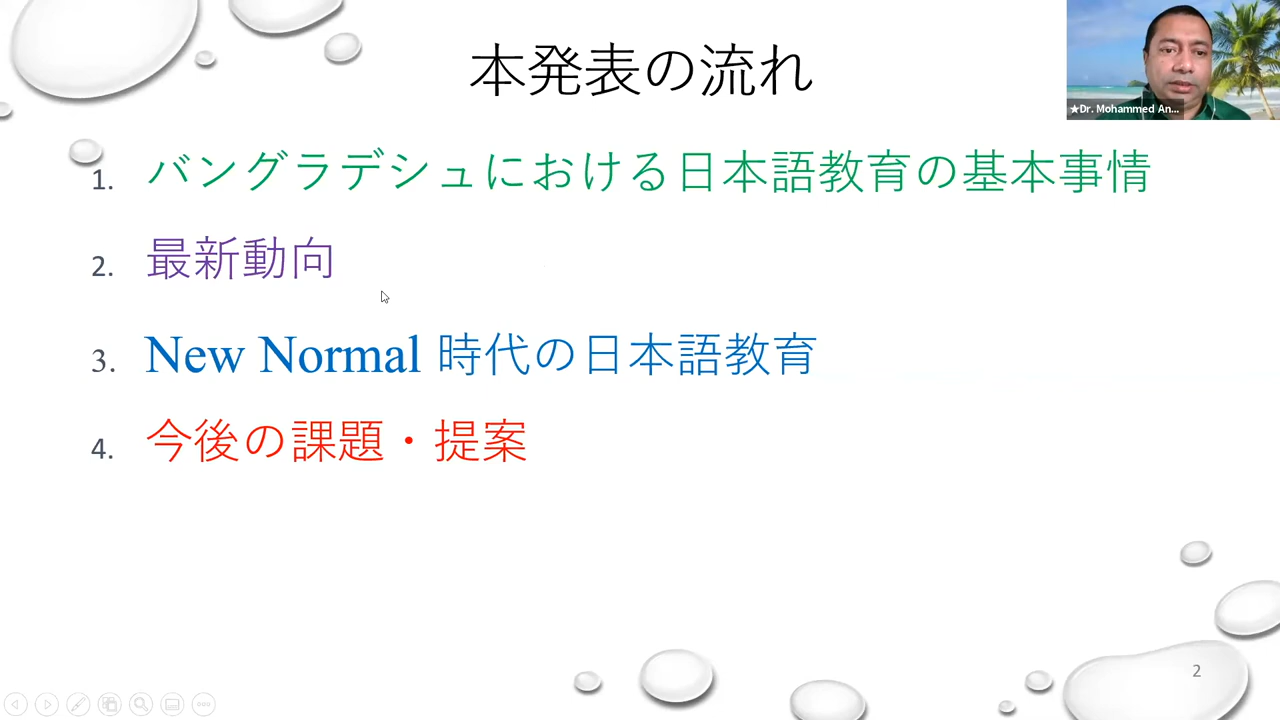 本発表の流れ
★Dr. Mohammed An...
1. バングラデシュにおける日本語教育の基本事情
2. 最新動向
3. New Normal 時代の日本語教育
4. 今後の課題・提案
2